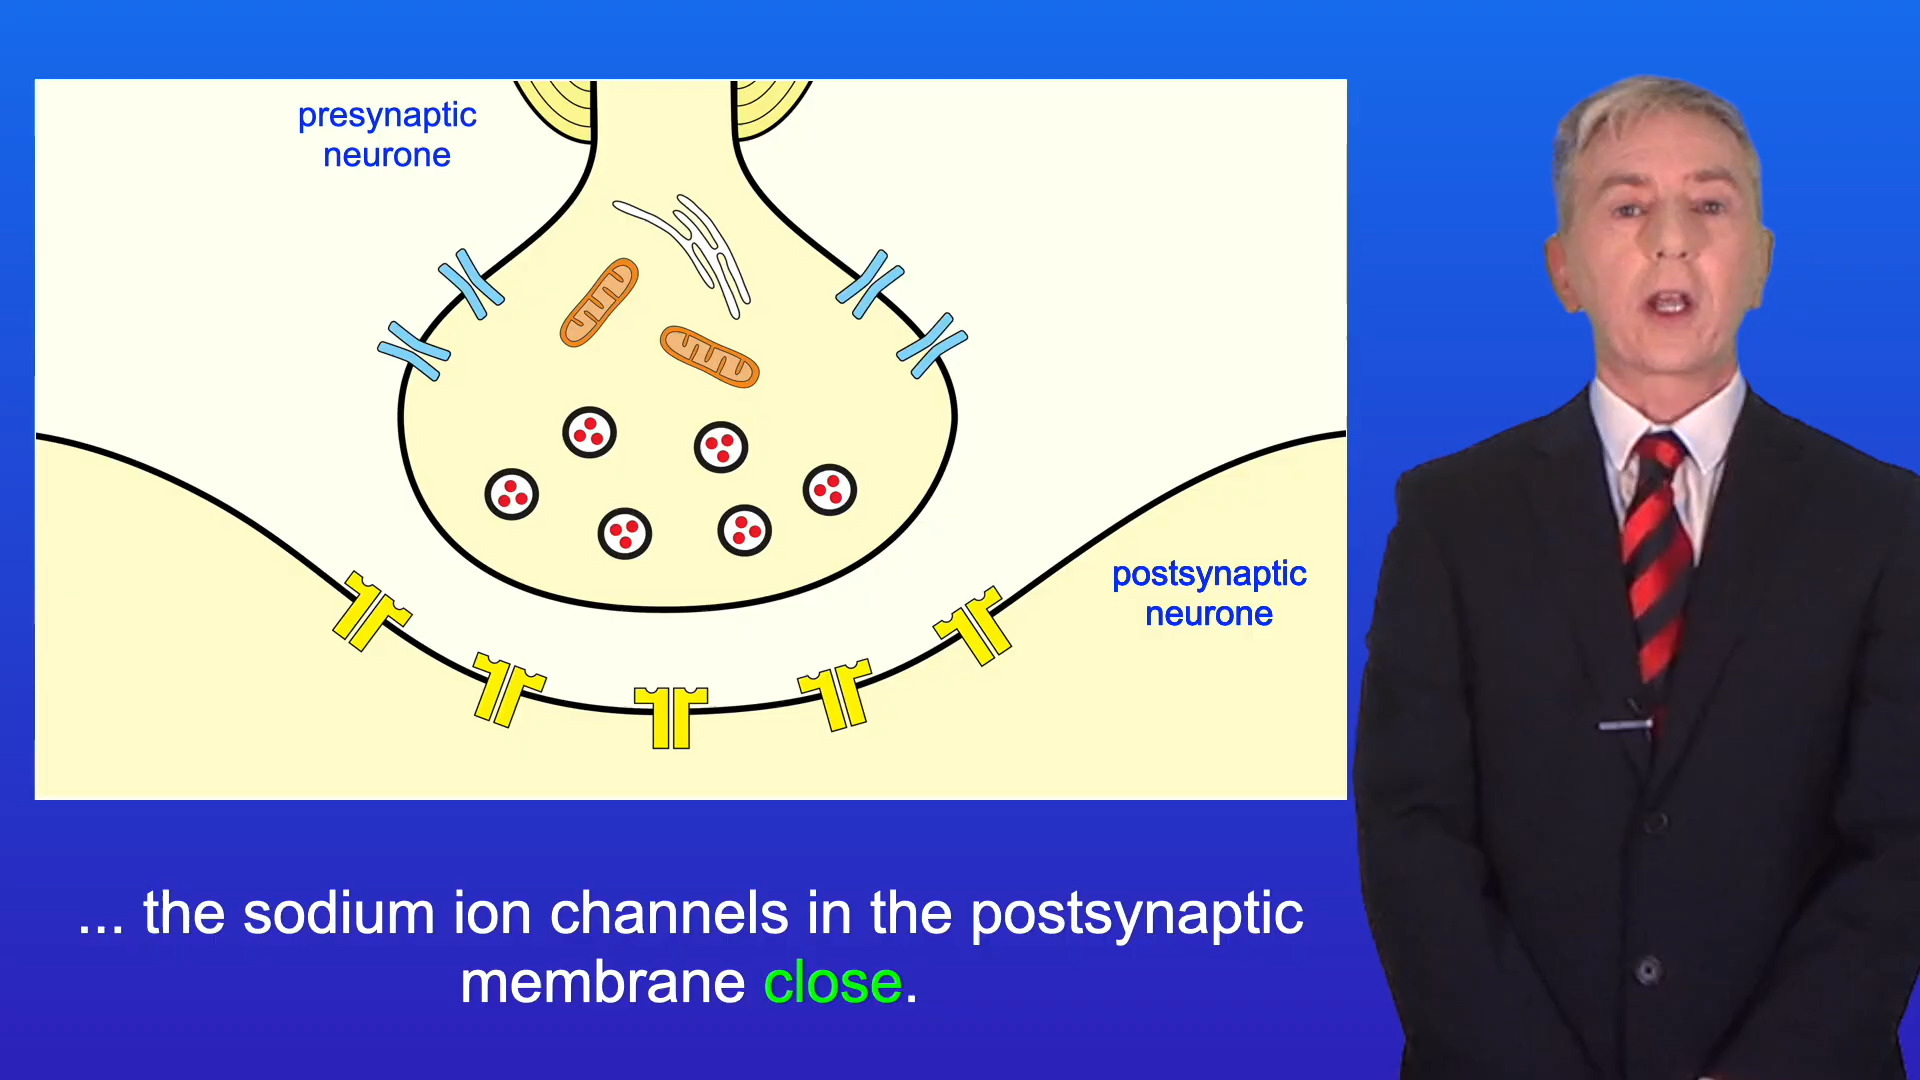 presynaptic
neurone
postsynaptic
neurone
... the sodium ion channels in the postsynaptic
membrane close.